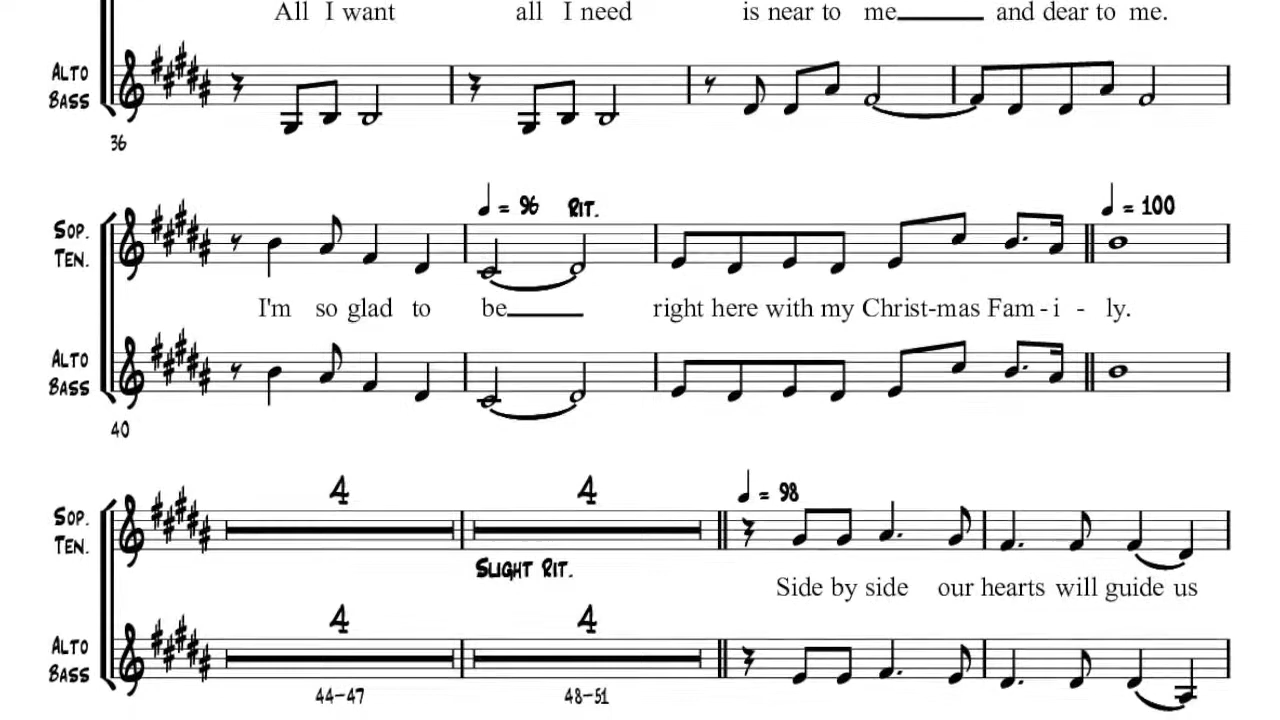 All I want all I need is near to me and dear to me.
ALTO
BASS
36
♩ = 96 RIT. ♩ = 100
SOP.
TEN.
I'm so glad to be right here with my Christ-mas Fam - i - ly.
ALTO
BASS
40
4 4 ♩ = 98
SOP.
TEN.
SLIGHT RIT.
Side by side our hearts will guide us
4 4
ALTO
BASS
44-47 48-51